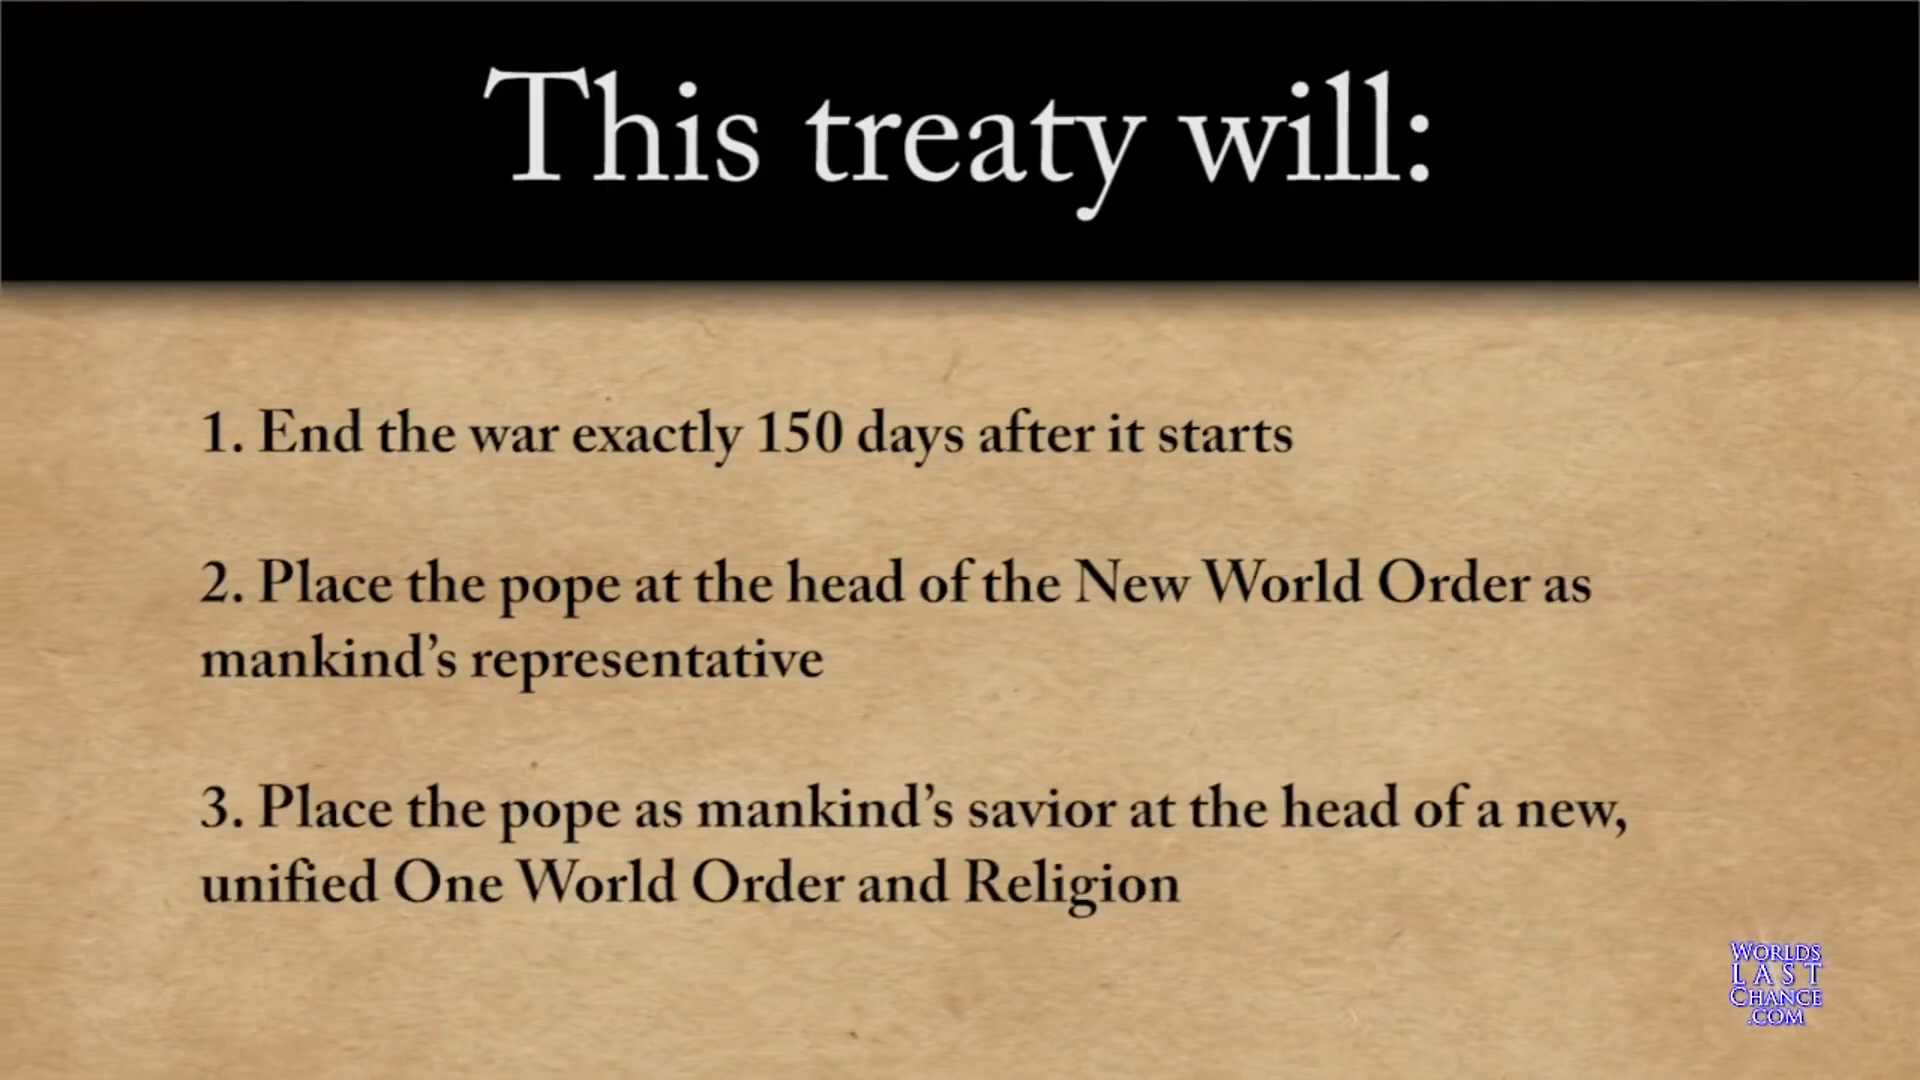 This treaty will:
1. End the war exactly 150 days after it starts
2. Place the pope at the head of the New World Order as
mankind's representative
3. Place the pope as mankind's savior at the head of a new,
unified One World Order and Religion
WORLDS
LAST
CHANCE
.COM